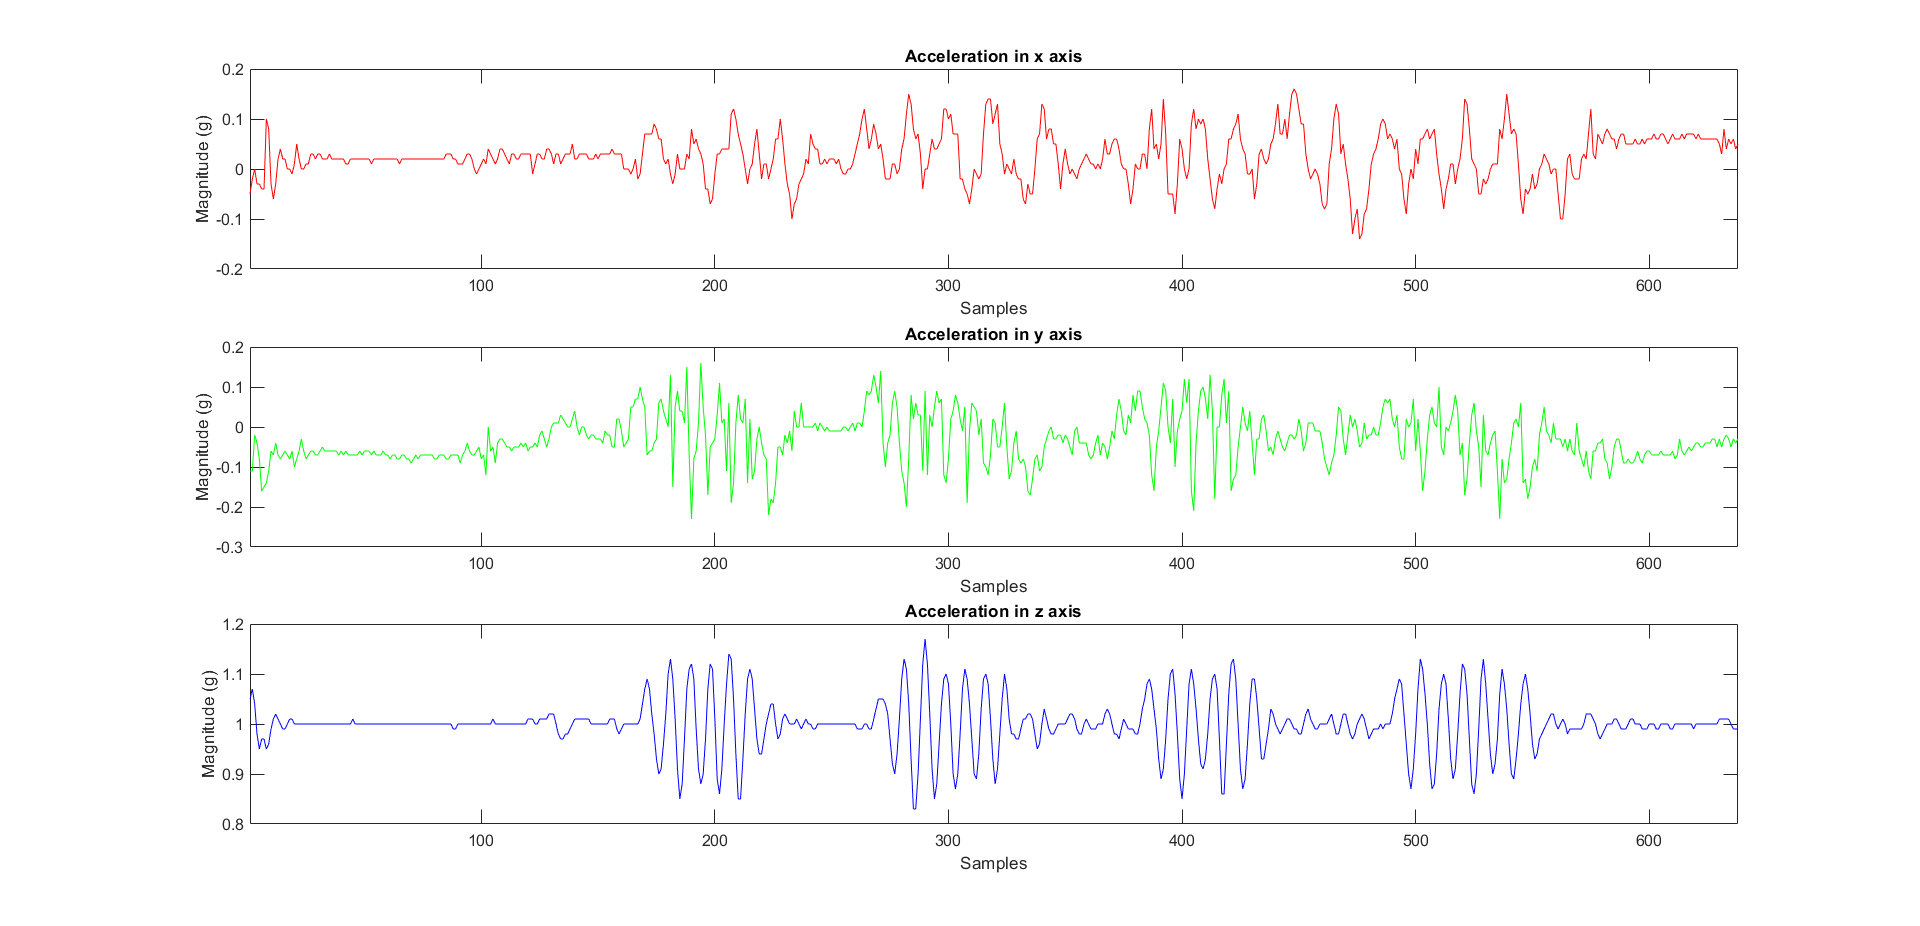 Acceleration in x axis
Magnitude (g)
0.2
0.1
0
-0.1
-0.2
100 200 300 400 500 600
Samples
Acceleration in y axis
Magnitude (g)
0.2
0.1
0
-0.1
-0.2
-0.3
100 200 300 400 500 600
Samples
Acceleration in z axis
Magnitude (g)
1.2
1.1
1
0.9
0.8
100 200 300 400 500 600
Samples